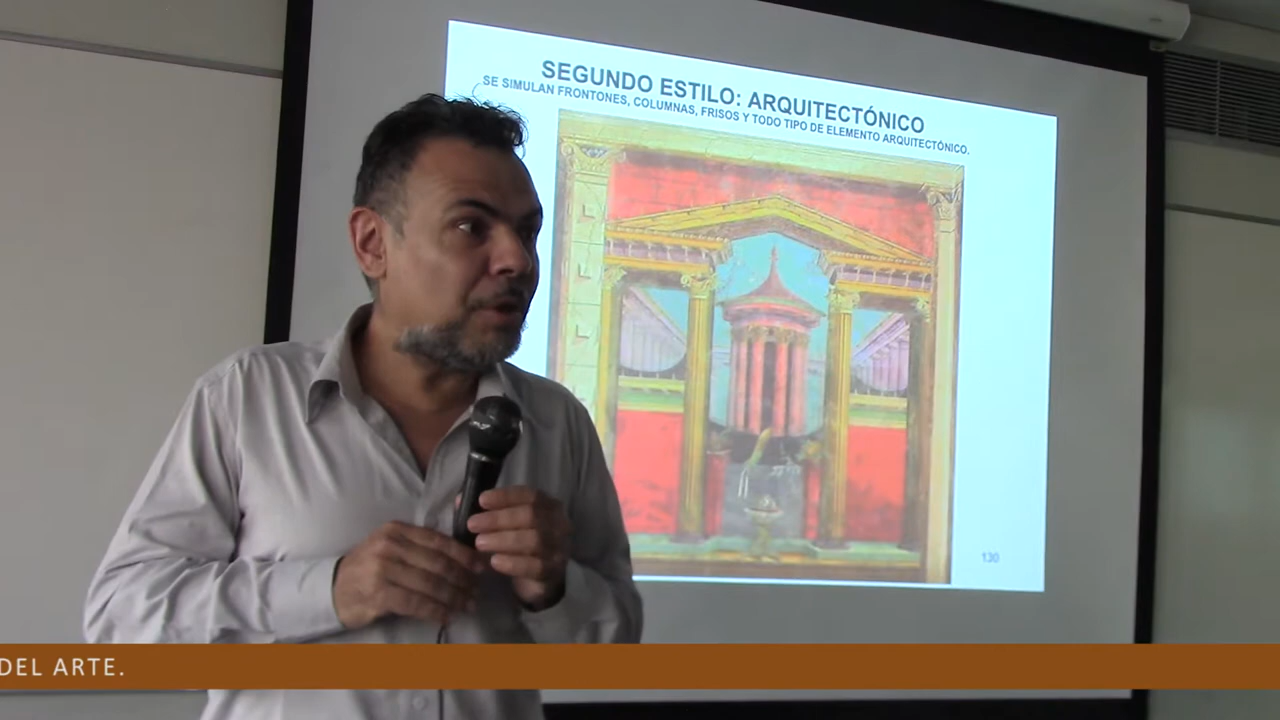 SEGUNDO ESTILO: ARQUITECTÓNICO
SE SIMULAN FRONTONES, COLUMNAS, FRISOS Y TODO TIPO DE ELEMENTO ARQUITECTÓNICO.
130
DEL ARTE.